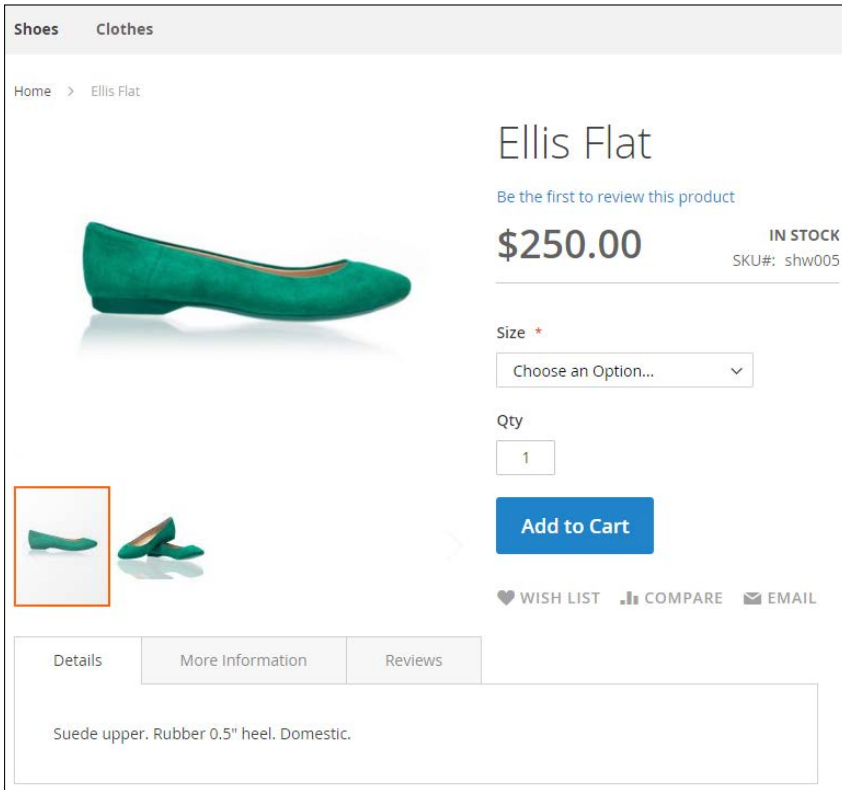 Shoes Clothes
Home > Ellis Flat
Ellis Flat
Be the first to review this product
$250.00
IN STOCK
SKU#: shw005
Size *
Choose an Option...
Qty
1
Add to Cart
WISH LIST COMPARE EMAIL
Details More Information Reviews
Suede upper. Rubber 0.5" heel. Domestic.